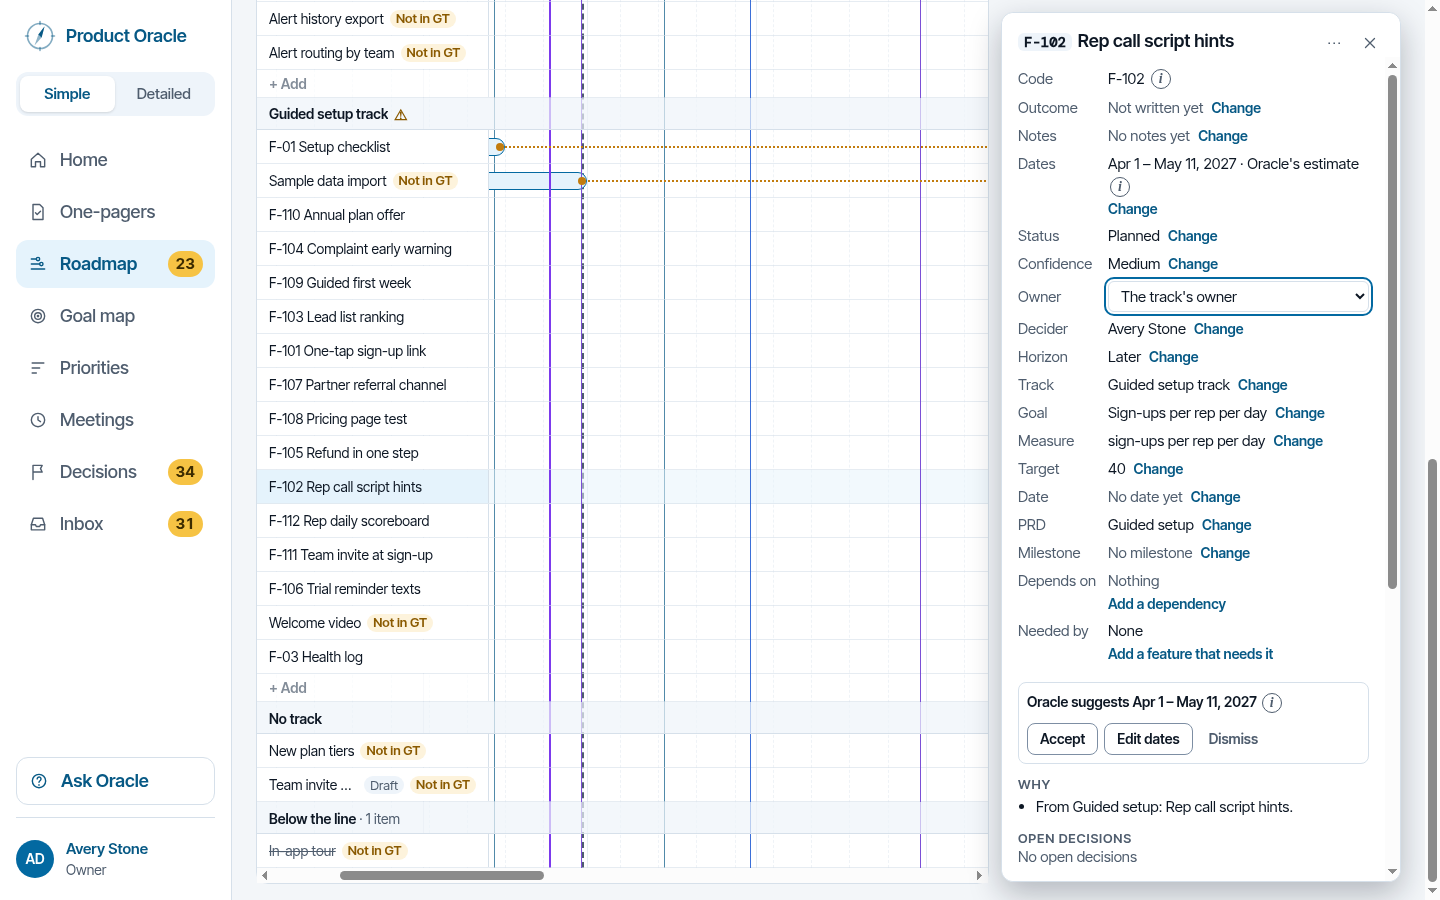 Product Oracle
Simple
Detailed
Home
One-pagers
Roadmap 23
Goal map
Priorities
Meetings
Decisions 34
Inbox 31
Ask Oracle
AD
Avery Stone
Owner
Alert history export Not in GT
Alert routing by team Not in GT
+ Add
Guided setup track
F-01 Setup checklist
Sample data import Not in GT
F-110 Annual plan offer
F-104 Complaint early warning
F-109 Guided first week
F-103 Lead list ranking
F-101 One-tap sign-up link
F-107 Partner referral channel
F-108 Pricing page test
F-105 Refund in one step
F-102 Rep call script hints
F-112 Rep daily scoreboard
F-111 Team invite at sign-up
F-106 Trial reminder texts
Welcome video Not in GT
F-03 Health log
+ Add
No track
New plan tiers Not in GT
Team invite ... Draft Not in GT
Below the line · 1 item
In-app tour Not in GT
F-102 Rep call script hints
Code F-102 i
Outcome Not written yet Change
Notes No notes yet Change
Dates Apr 1 – May 11, 2027 · Oracle's estimate
i
Change
Status Planned Change
Confidence Medium Change
Owner The track's owner
Decider Avery Stone Change
Horizon Later Change
Track Guided setup track Change
Goal Sign-ups per rep per day Change
Measure sign-ups per rep per day Change
Target 40 Change
Date No date yet Change
PRD Guided setup Change
Milestone No milestone Change
Depends on Nothing
Add a dependency
Needed by None
Add a feature that needs it
Oracle suggests Apr 1 – May 11, 2027 i
Accept Edit dates Dismiss
WHY
• From Guided setup: Rep call script hints.
OPEN DECISIONS
No open decisions